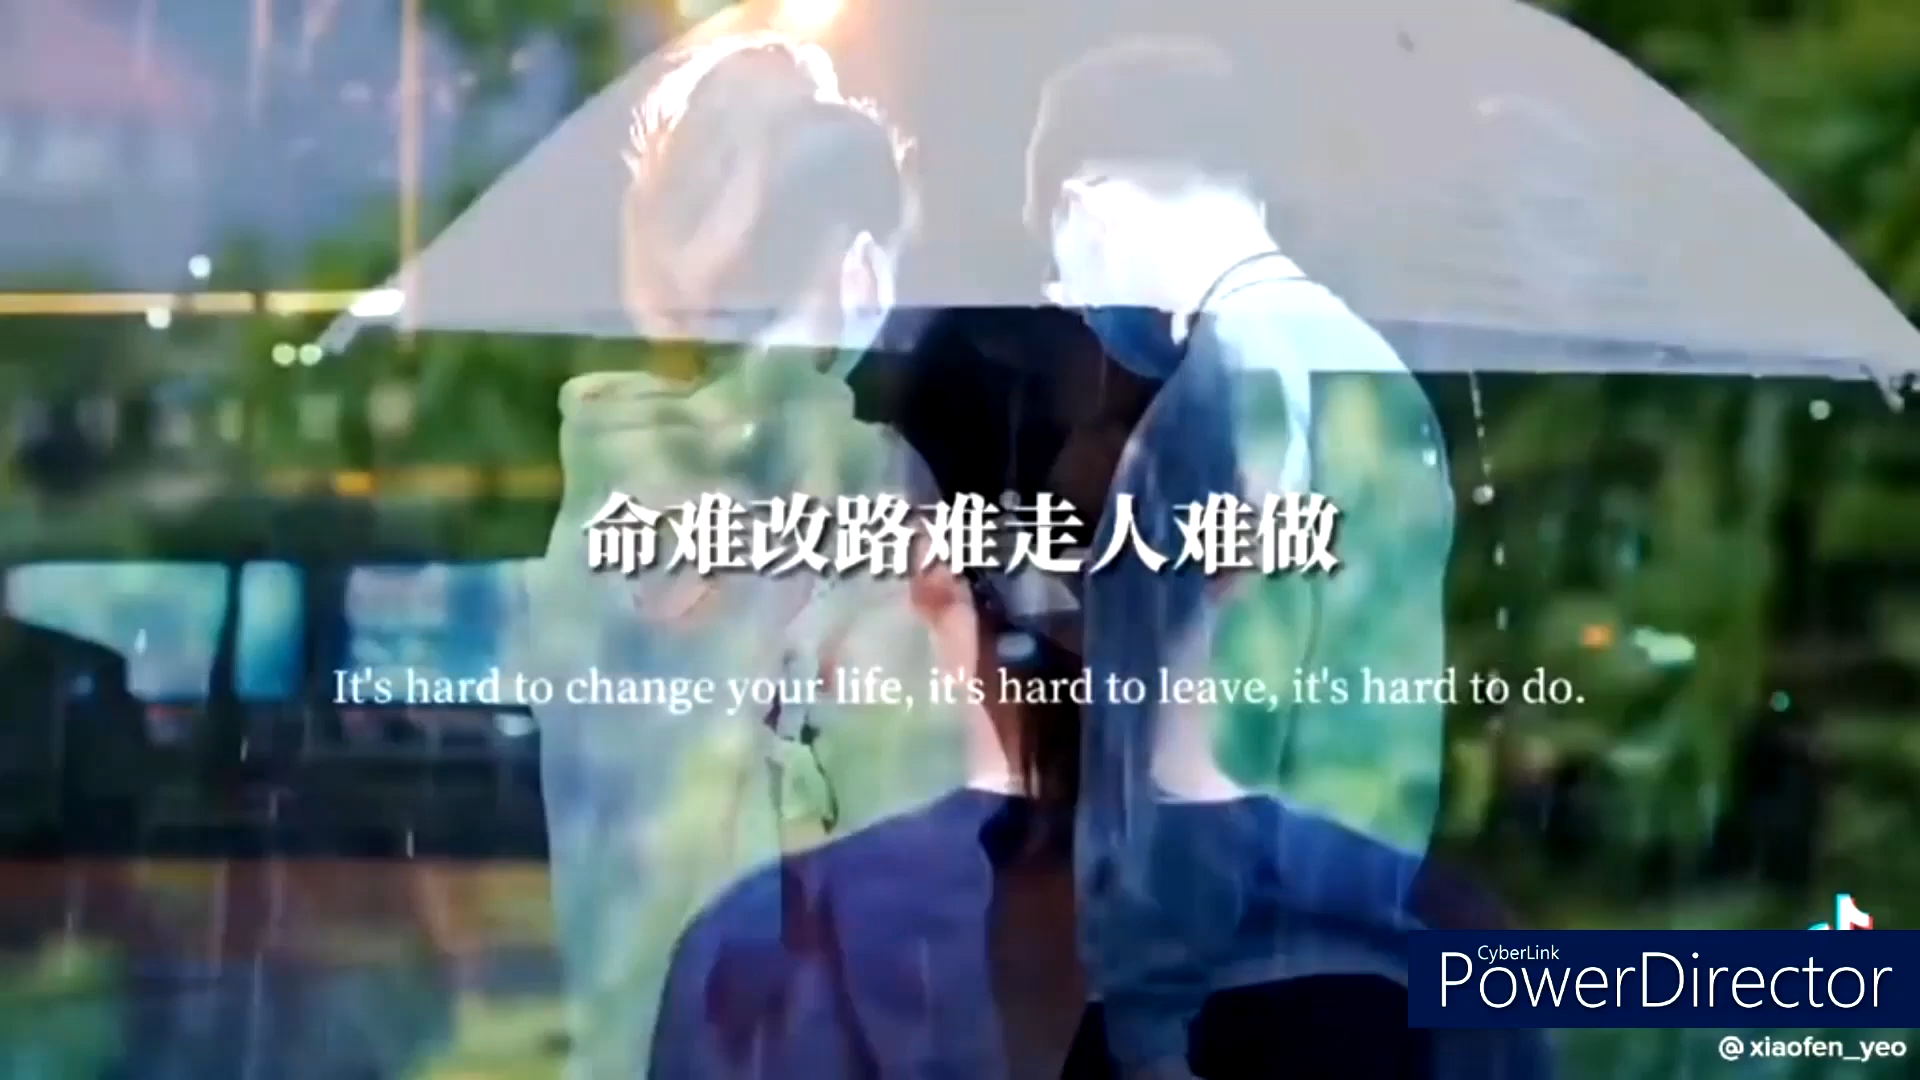 命难改路难走人难做
It's hard to change your life, it's hard to leave, it's hard to do.
CyberLink
PowerDirector
@xiaofen_yeo